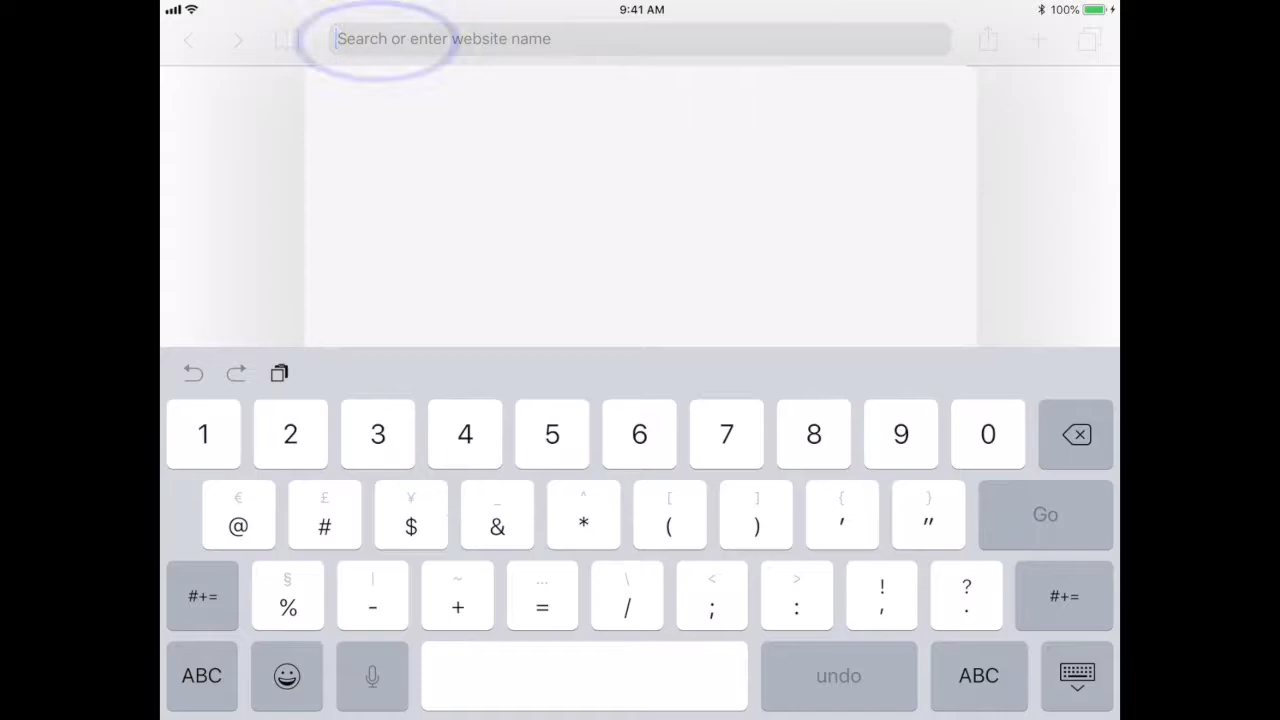 9:41 AM 100%
Search or enter website name
1 2 3 4 5 6 7 8 9 0
€ £ ¥ _ ^ [ ] { }
@ # $ & * ( ) ' " Go
§ | ~ … \ < > ! ?
#+= % - + = / ; : , . #+=
ABC undo ABC